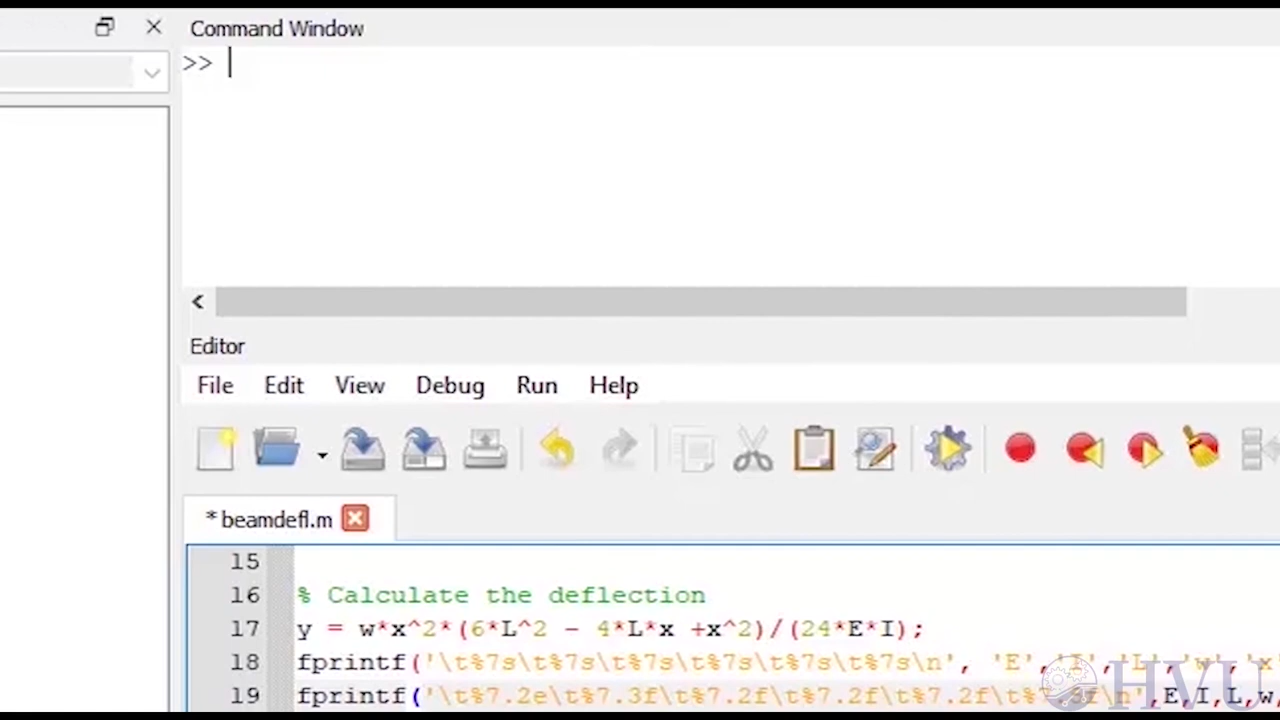 Command Window
>>
Editor
File Edit View Debug Run Help
* beamdefl.m
15
16 % Calculate the deflection
17 y = w*x^2*(6*L^2 - 4*L*x +x^2)/(24*E*I);
18 fprintf('\t%7s\t%7s\t%7s\t%7s\t%7s\t%7s\n', 'E','I','L','w','x'
19 fprintf('\t%7.2e\t%7.3f\t%7.2f\t%7.2f\t%7.2f\t%7.3f\n',E,I,L,w,
HVU